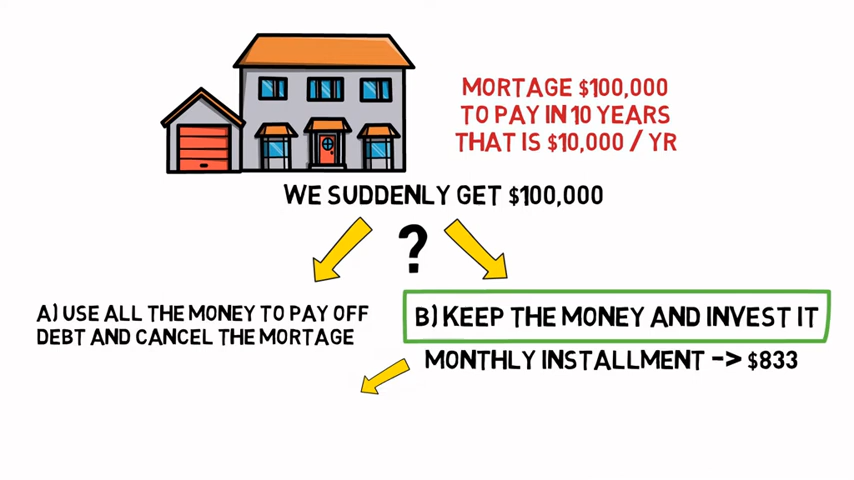 MORTAGE $100,000
TO PAY IN 10 YEARS
THAT IS $10,000 / YR
WE SUDDENLY GET $100,000
?
A) USE ALL THE MONEY TO PAY OFF
DEBT AND CANCEL THE MORTAGE
B) KEEP THE MONEY AND INVEST IT
MONTHLY INSTALLMENT -> $833